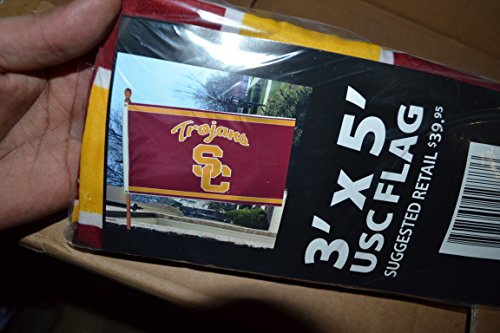 Trojans
SC
3' X 5'
USC FLAG
SUGGESTED RETAIL $39.95